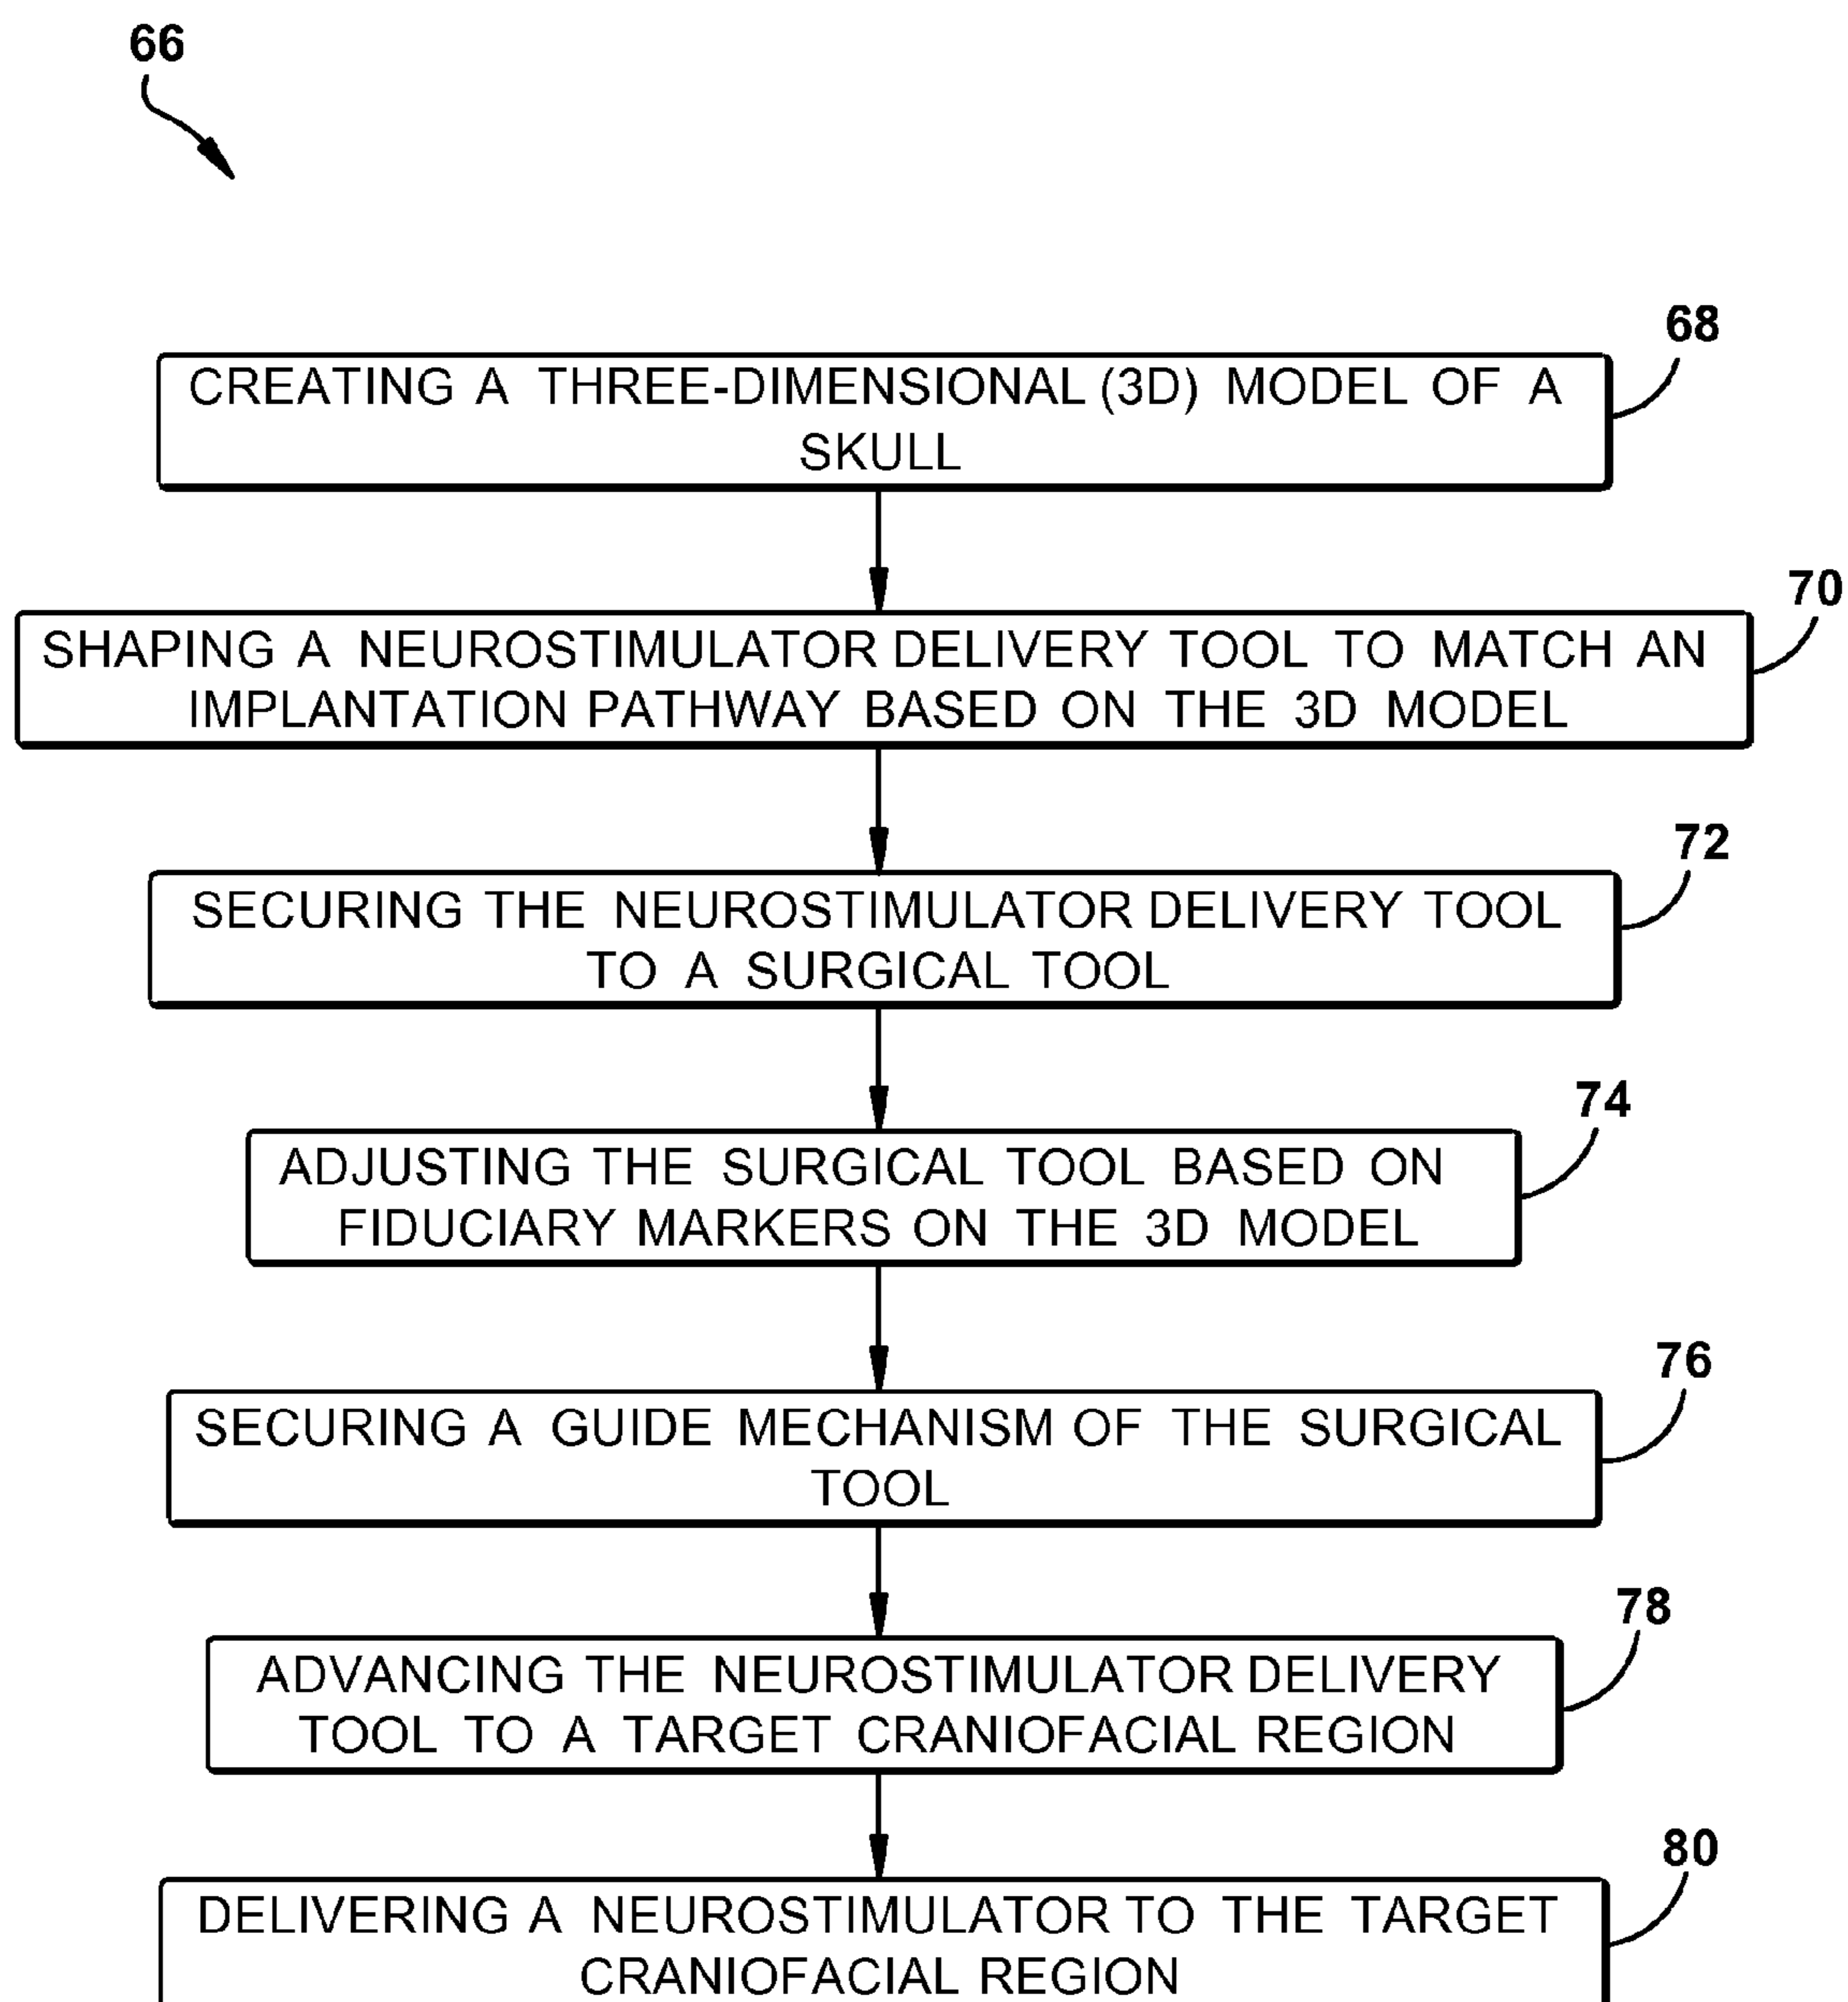 66
68
CREATING A THREE-DIMENSIONAL (3D) MODEL OF A
SKULL
70
SHAPING A NEUROSTIMULATOR DELIVERY TOOL TO MATCH AN
IMPLANTATION PATHWAY BASED ON THE 3D MODEL
72
SECURING THE NEUROSTIMULATOR DELIVERY TOOL
TO A SURGICAL TOOL
74
ADJUSTING THE SURGICAL TOOL BASED ON
FIDUCIARY MARKERS ON THE 3D MODEL
76
SECURING A GUIDE MECHANISM OF THE SURGICAL
TOOL
78
ADVANCING THE NEUROSTIMULATOR DELIVERY
TOOL TO A TARGET CRANIOFACIAL REGION
80
DELIVERING A NEUROSTIMULATOR TO THE TARGET
CRANIOFACIAL REGION